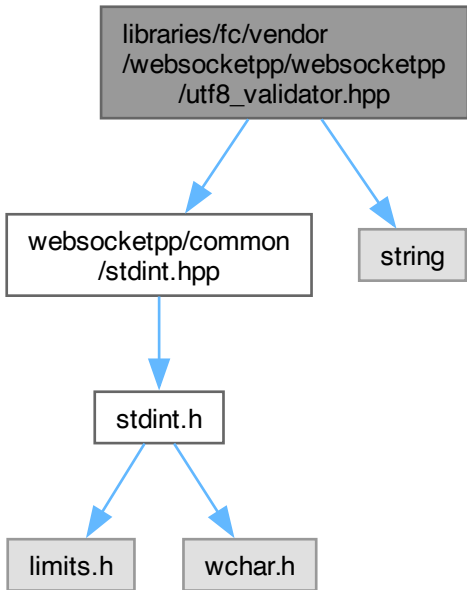 libraries/fc/vendor
/websocketpp/websocketpp
/utf8_validator.hpp
websocketpp/common
/stdint.hpp
string
stdint.h
limits.h
wchar.h